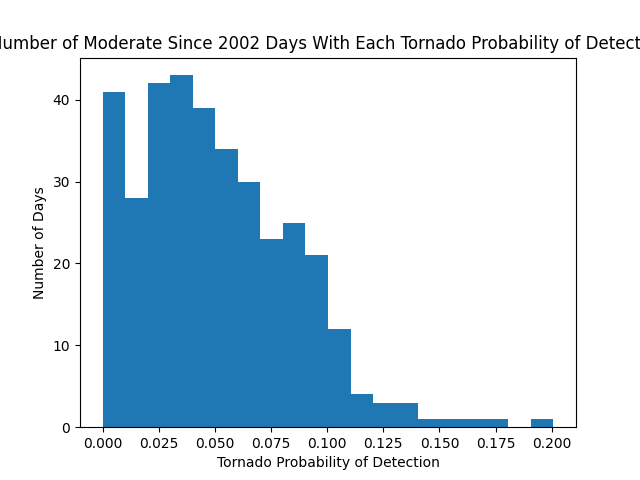 of Moderate Since 2002 Days With Each Tornado Probability of
Number of Days
40
30
20
10
0
0.000 0.025 0.050 0.075 0.100 0.125 0.150 0.175 0.200
Tornado Probability of Detection